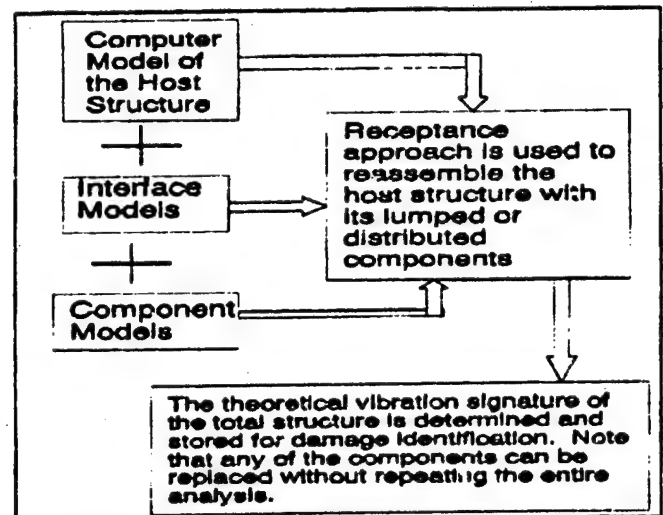 Computer
Model of
the Host
Structure
Interface
Models
Component
Models
Receptance
approach is used to
reassemble the
host structure with
its lumped or
distributed
components
The theoretical vibration signature of
the total structure is determined and
stored for damage identification. Note
that any of the components can be
replaced without repeating the entire
analysis.